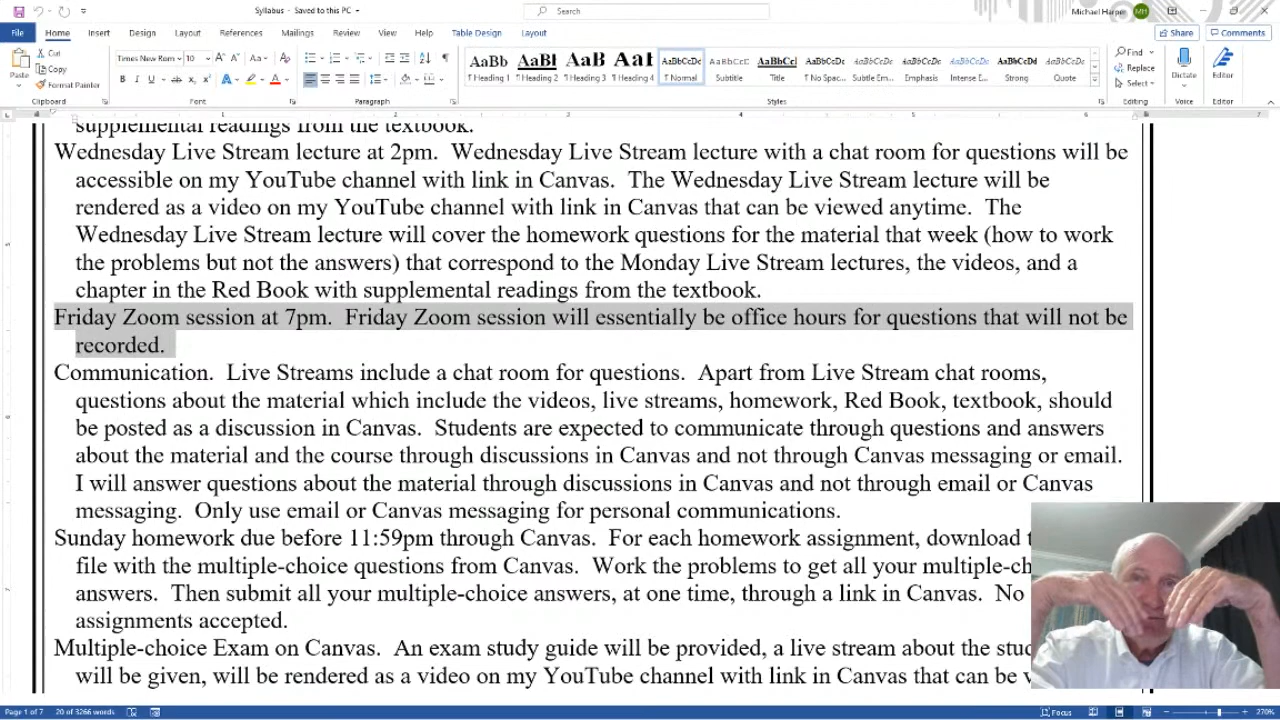 Syllabus - Saved to this PC
Search
Michael Harper MH
File Home Insert Draw Design Layout References Mailings Review View Help Table Design Layout Share Comments
Paste Cut
Copy
Format Painter
Times New Rom 10
Heading 1 Heading 2 Heading 3 Heading 4 Normal Subtitle Title No Spac... Subtle Em... Emphasis Intense E... Strong Quote
Find
Replace
Select
Dictate
Editor
Clipboard Font Paragraph Styles Editing Voice Editor
supplemental readings from the textbook.
Wednesday Live Stream lecture at 2pm. Wednesday Live Stream lecture with a chat room for questions will be
accessible on my YouTube channel with link in Canvas. The Wednesday Live Stream lecture will be
rendered as a video on my YouTube channel with link in Canvas that can be viewed anytime. The
Wednesday Live Stream lecture will cover the homework questions for the material that week (how to work
the problems but not the answers) that correspond to the Monday Live Stream lectures, the videos, and a
chapter in the Red Book with supplemental readings from the textbook.
Friday Zoom session at 7pm. Friday Zoom session will essentially be office hours for questions that will not be
recorded.
Communication. Live Streams include a chat room for questions. Apart from Live Stream chat rooms,
questions about the material which include the videos, live streams, homework, Red Book, textbook, should
be posted as a discussion in Canvas. Students are expected to communicate through questions and answers
about the material and the course through discussions in Canvas and not through Canvas messaging or email.
I will answer questions about the material through discussions in Canvas and not through email or Canvas
messaging. Only use email or Canvas messaging for personal communications.
Sunday homework due before 11:59pm through Canvas. For each homework assignment, download
file with the multiple-choice questions from Canvas. Work the problems to get all your multiple-ch
answers. Then submit all your multiple-choice answers, at one time, through a link in Canvas. No
assignments accepted.
Multiple-choice Exam on Canvas. An exam study guide will be provided, a live stream about the stu
will be given, will be rendered as a video on my YouTube channel with link in Canvas that can be v
Page 1 of 7 20 of 3266 words Focus 270%